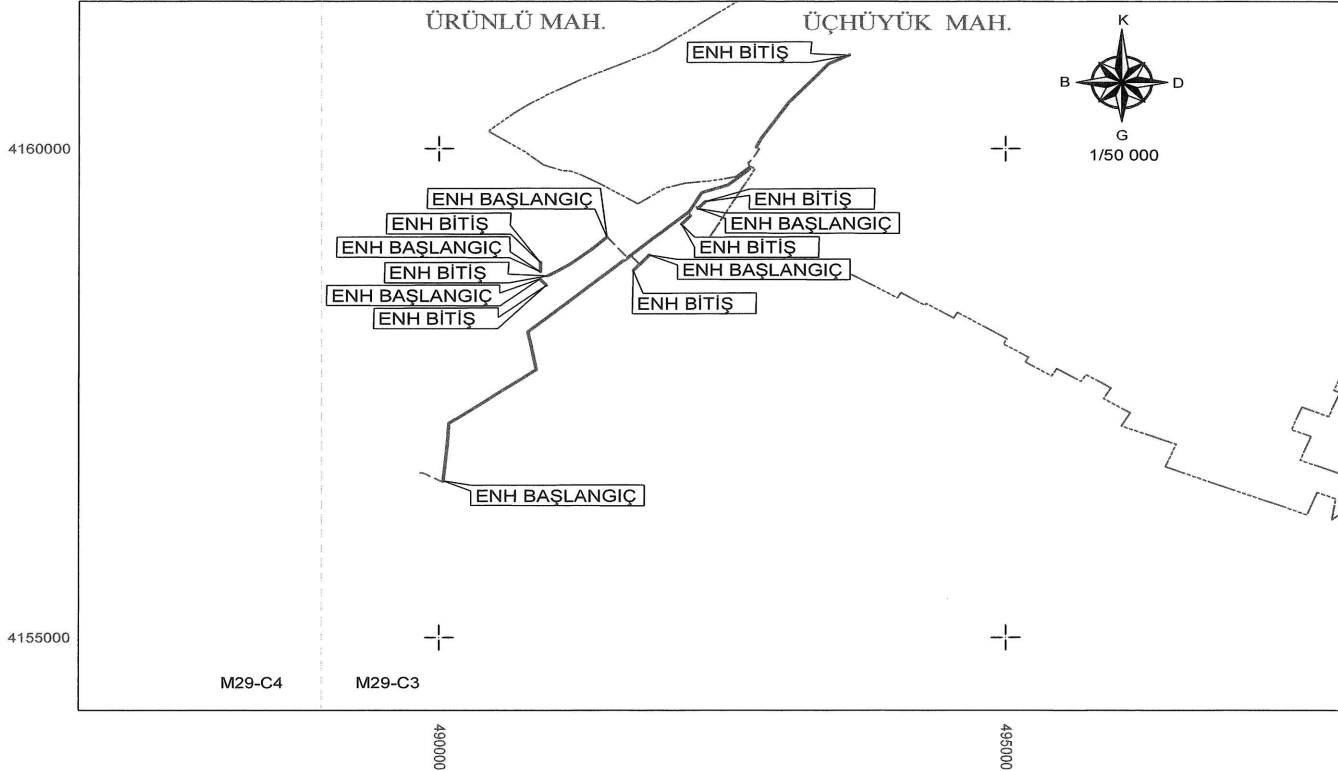 ÜRÜNLÜ MAH.
ÜÇHÜYÜK MAH.
K
ENH BİTİŞ
B
D
G
1/50 000
4160000
ENH BAŞLANGIÇ
ENH BİTİŞ
ENH BİTİŞ
ENH BAŞLANGIÇ
ENH BAŞLANGIÇ
ENH BİTİŞ
ENH BİTİŞ
ENH BAŞLANGIÇ
ENH BAŞLANGIÇ
ENH BİTİŞ
ENH BİTİŞ
ENH BAŞLANGIÇ
4155000
M29-C4
M29-C3
490000
495000